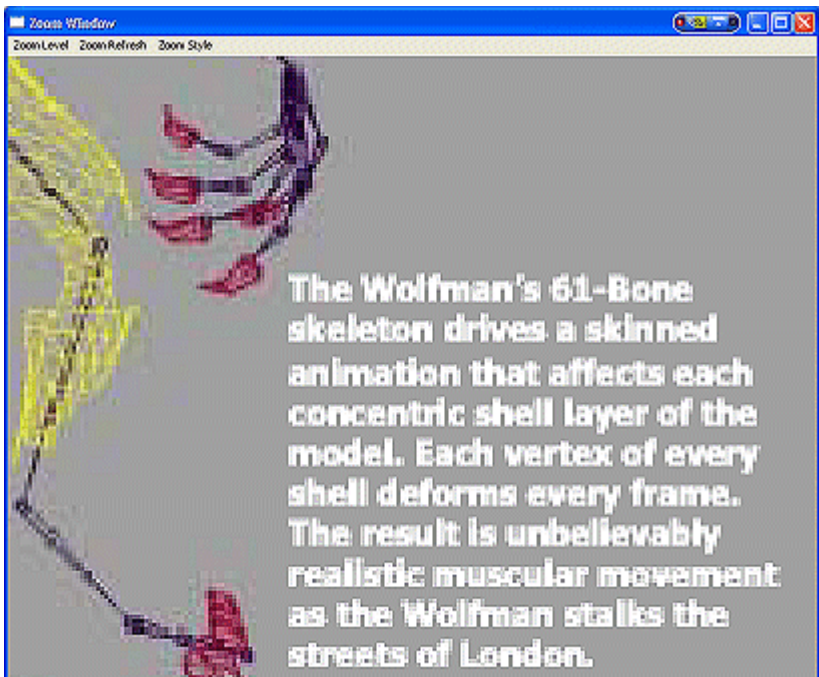 Zoom Window
Zoom Level Zoom Refresh Zoom Style
The Wolfman's 61-Bone
skeleton drives a skinned
animation that affects each
concentric shell layer of the
model. Each vertex of every
shell deforms every frame.
The result is unbelievably
realistic muscular movement
as the Wolfman stalks the
streets of London.